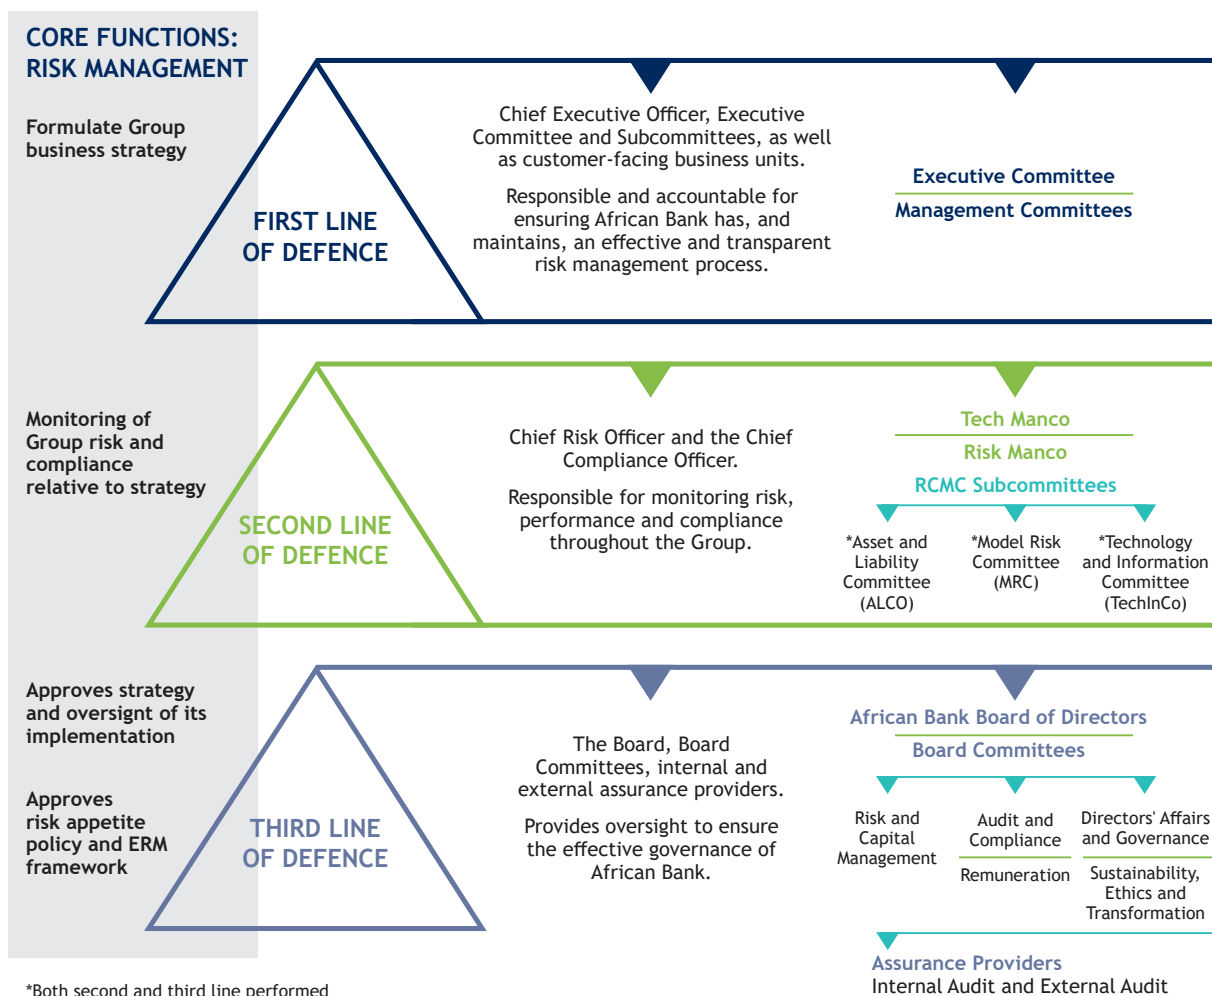 CORE FUNCTIONS:
RISK MANAGEMENT
Formulate Group
business strategy
FIRST LINE
OF DEFENCE
Chief Executive Officer, Executive
Committee and Subcommittees, as well
as customer-facing business units.
Responsible and accountable for
ensuring African Bank has, and
maintains, an effective and transparent
risk management process.
Executive Committee
Management Committees
Monitoring of
Group risk and
compliance
relative to strategy
SECOND LINE
OF DEFENCE
Chief Risk Officer and the Chief
Compliance Officer.
Responsible for monitoring risk,
performance and compliance
throughout the Group.
Tech Manco
Risk Manco
RCMC Subcommittees
*Asset and
Liability
Committee
(ALCO)
*Model Risk
Committee
(MRC)
*Technology
and Information
Committee
(TechInCo)
Approves strategy
and oversignt of its
implementation
Approves
risk appetite
policy and ERM
framework
THIRD LINE
OF DEFENCE
The Board, Board
Committees, internal and
external assurance providers.
Provides oversight to ensure
the effective governance of
African Bank.
African Bank Board of Directors
Board Committees
Risk and
Capital
Management
Audit and
Compliance
Remuneration
Directors' Affairs
and Governance
Sustainability,
Ethics and
Transformation
Assurance Providers
Internal Audit and External Audit
*Both second and third line performed